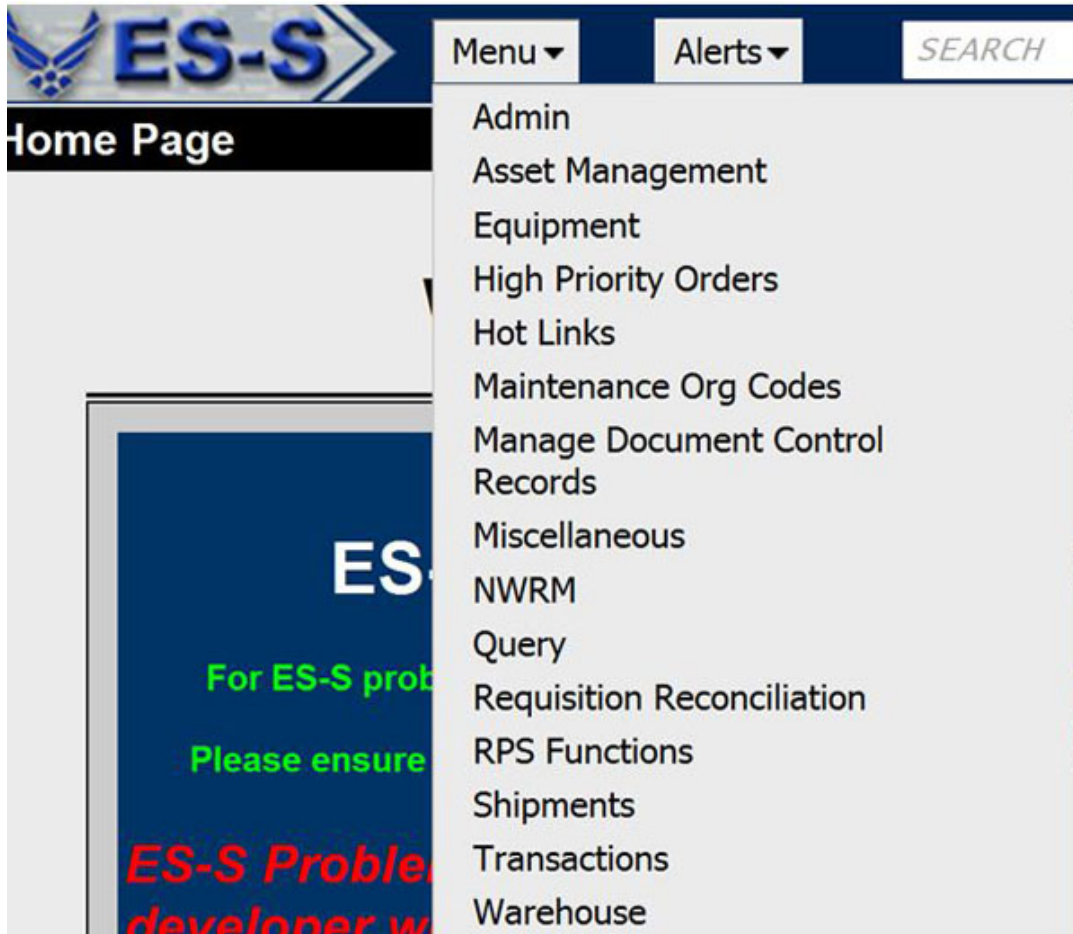 ES-S
Menu
Alerts
SEARCH
Home Page
Admin
Asset Management
Equipment
High Priority Orders
Hot Links
Maintenance Org Codes
Manage Document Control
Records
Miscellaneous
NWRM
Query
Requisition Reconciliation
RPS Functions
Shipments
Transactions
Warehouse
ES-
For ES-S
Please ensure
ES-S
developer